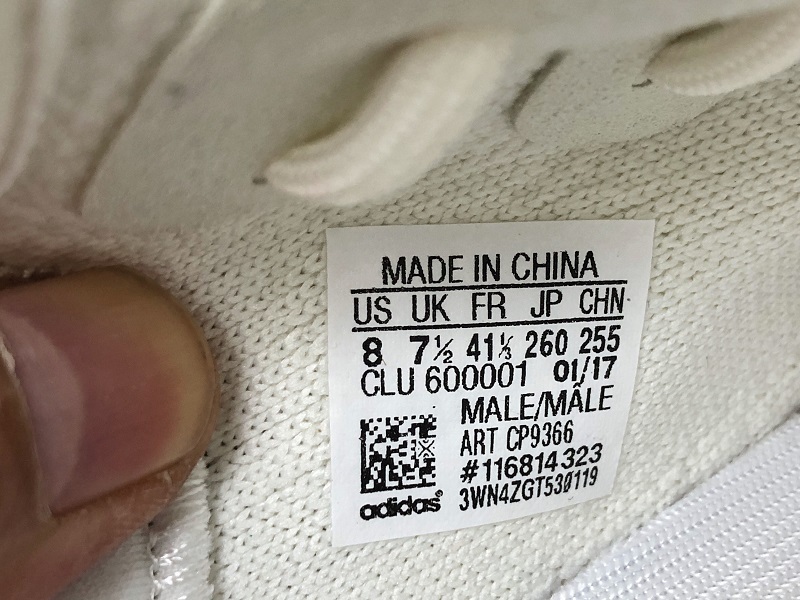 MADE IN CHINA
US UK FR JP CHN
8 7½ 41⅓ 260 255
CLU 600001 01/17
MALE/MÃLE
ART CP9366
#116814323
3WN4ZGT530119
adidas®